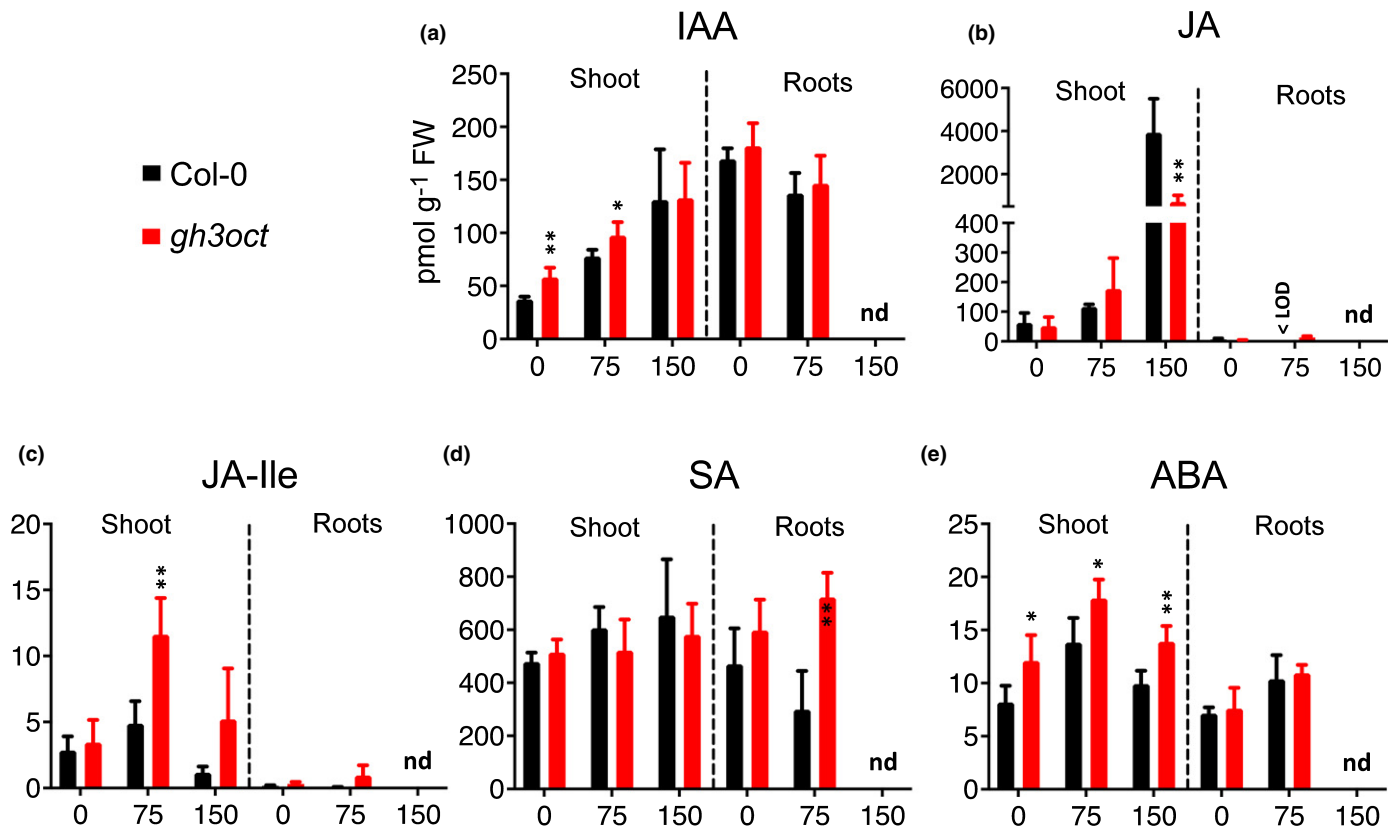 (a) IAA
(b) JA
Col-0
gh3oct
pmol g-1 FW
250
200
150
100
50
0
Shoot
Roots
**
*
nd
0 75 150 0 75 150
6000
4000
2000
400
300
200
100
0
Shoot
Roots
**
< LOD
nd
0 75 150 0 75 150
(c) JA-Ile
20
15
10
5
0
Shoot
Roots
**
nd
0 75 150 0 75 150
(d) SA
1000
800
600
400
200
0
Shoot
Roots
**
nd
0 75 150 0 75 150
(e) ABA
25
20
15
10
5
0
Shoot
Roots
*
*
**
nd
0 75 150 0 75 150